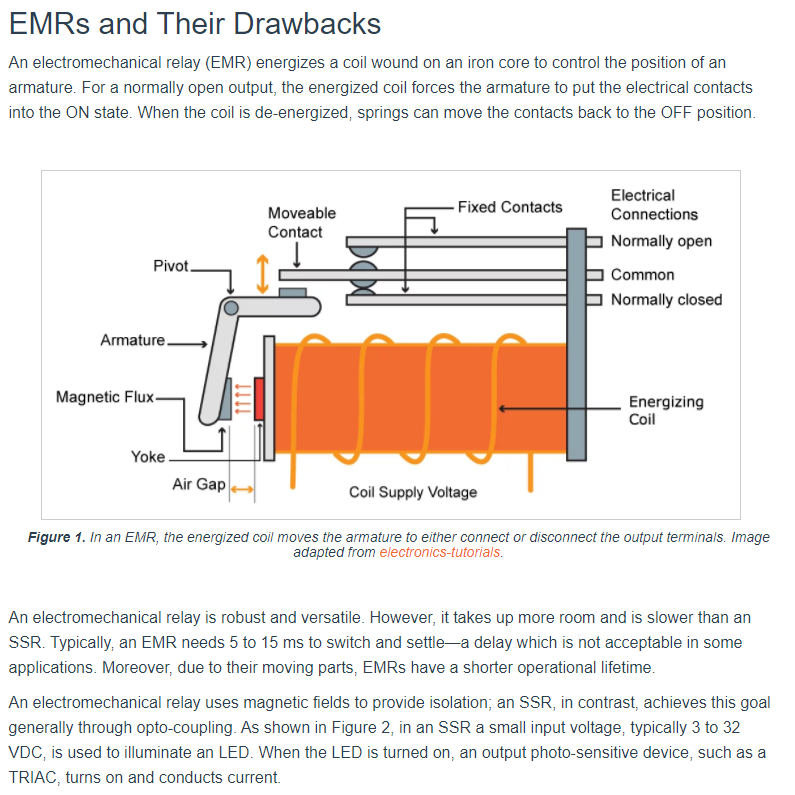 EMRs and Their Drawbacks
An electromechanical relay (EMR) energizes a coil wound on an iron core to control the position of an
armature. For a normally open output, the energized coil forces the armature to put the electrical contacts
into the ON state. When the coil is de-energized, springs can move the contacts back to the OFF position.
Electrical
Connections
Fixed Contacts
Moveable
Contact
Normally open
Pivot
Common
Normally closed
Armature
Magnetic Flux
Energizing
Coil
Yoke
Air Gap
Coil Supply Voltage
Figure 1. In an EMR, the energized coil moves the armature to either connect or disconnect the output terminals. Image
adapted from electronics-tutorials.
An electromechanical relay is robust and versatile. However, it takes up more room and is slower than an
SSR. Typically, an EMR needs 5 to 15 ms to switch and settle—a delay which is not acceptable in some
applications. Moreover, due to their moving parts, EMRs have a shorter operational lifetime.
An electromechanical relay uses magnetic fields to provide isolation; an SSR, in contrast, achieves this goal
generally through opto-coupling. As shown in Figure 2, in an SSR a small input voltage, typically 3 to 32
VDC, is used to illuminate an LED. When the LED is turned on, an output photo-sensitive device, such as a
TRIAC, turns on and conducts current.